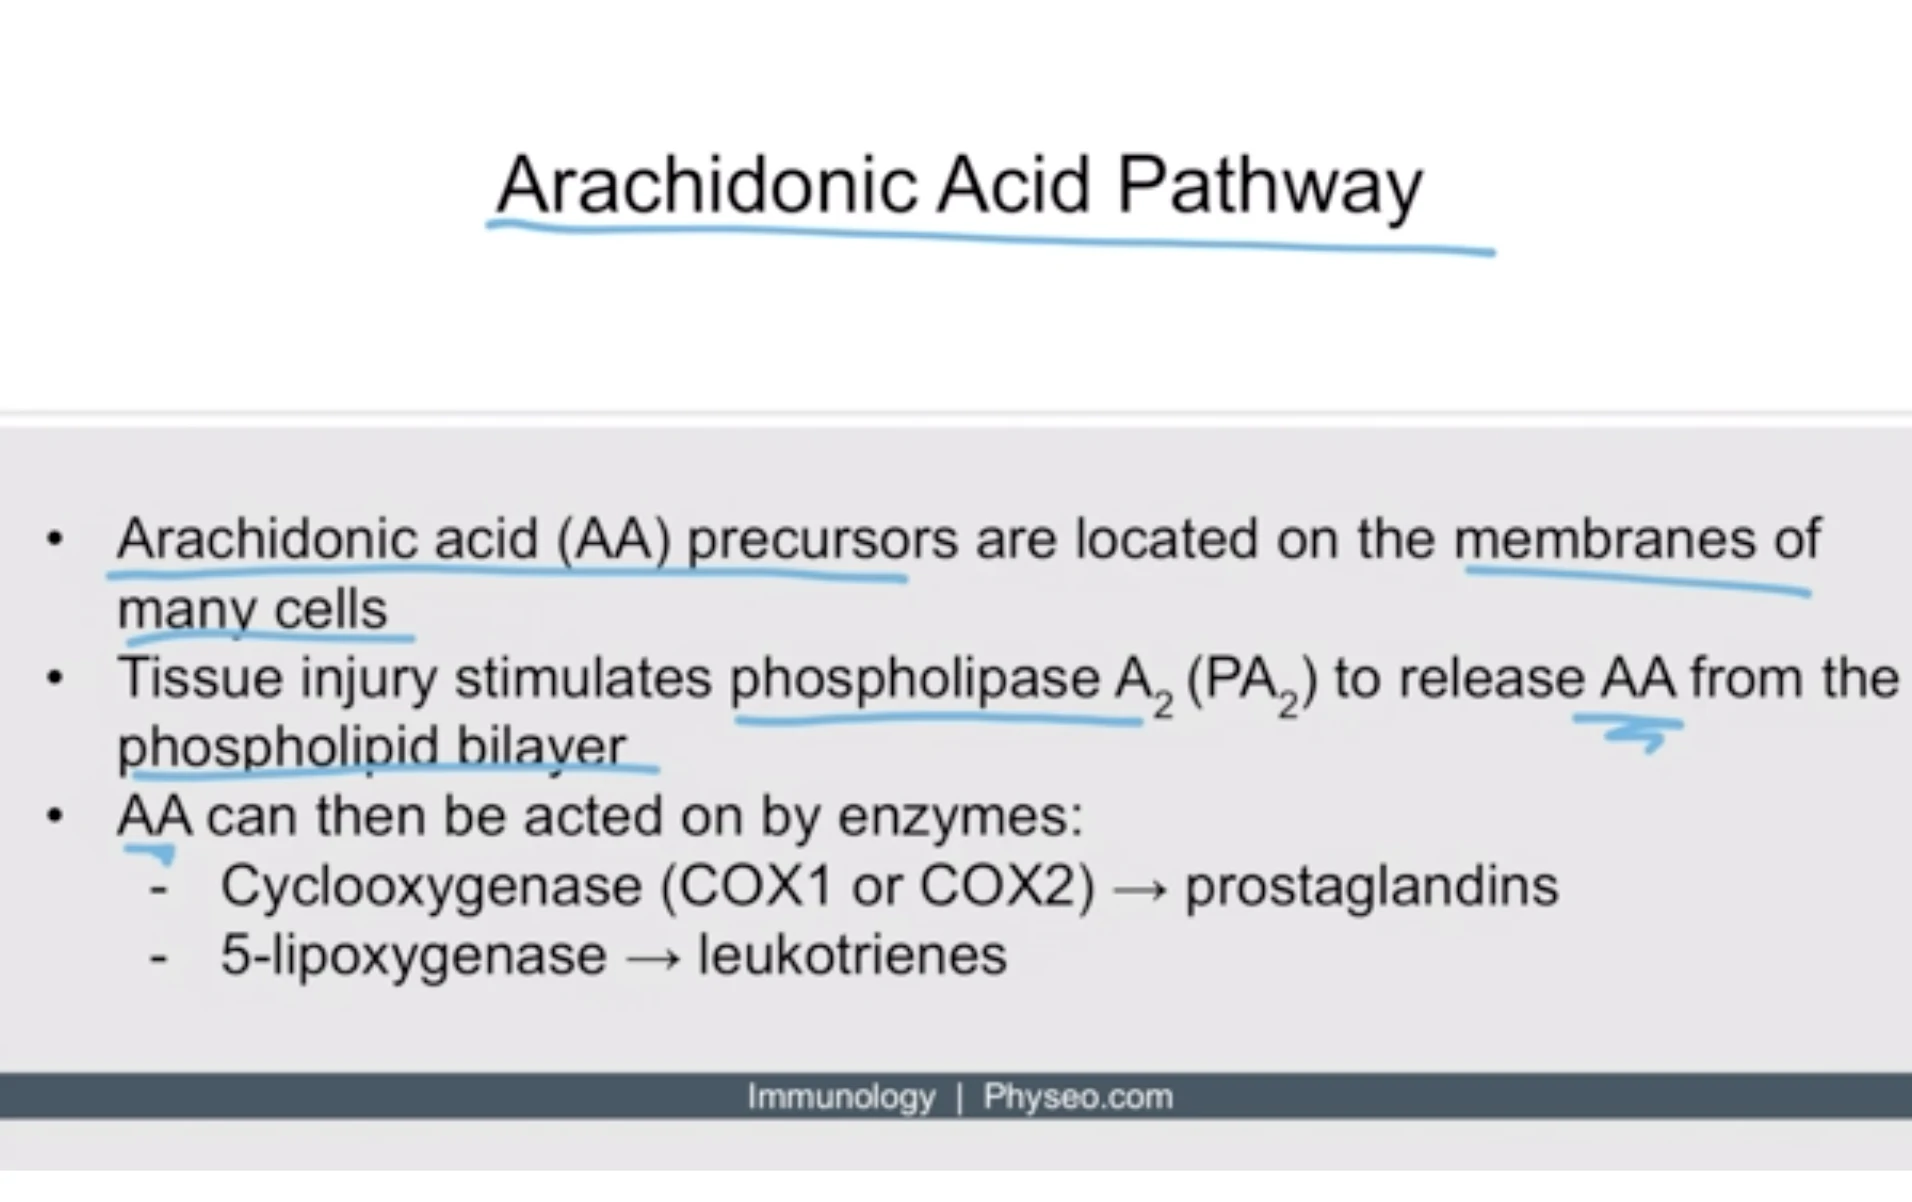 Arachidonic Acid Pathway
• Arachidonic acid (AA) precursors are located on the membranes of
many cells
• Tissue injury stimulates phospholipase A₂ (PA₂) to release AA from the
phospholipid bilayer
• AA can then be acted on by enzymes:
- Cyclooxygenase (COX1 or COX2) → prostaglandins
- 5-lipoxygenase → leukotrienes
Immunology | Physeo.com